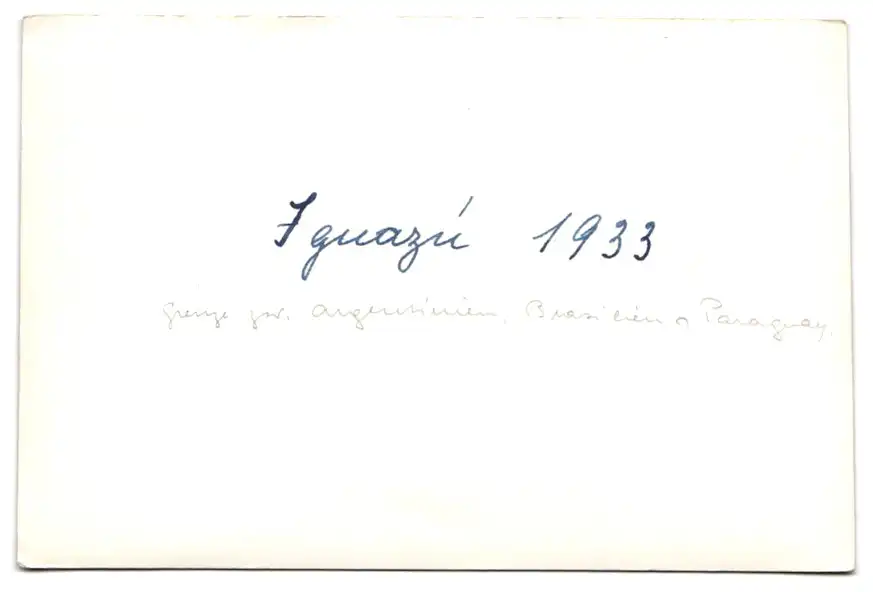 Iguazú 1933
Grenze zw. Argentinien, Brasilien u Paraguay.